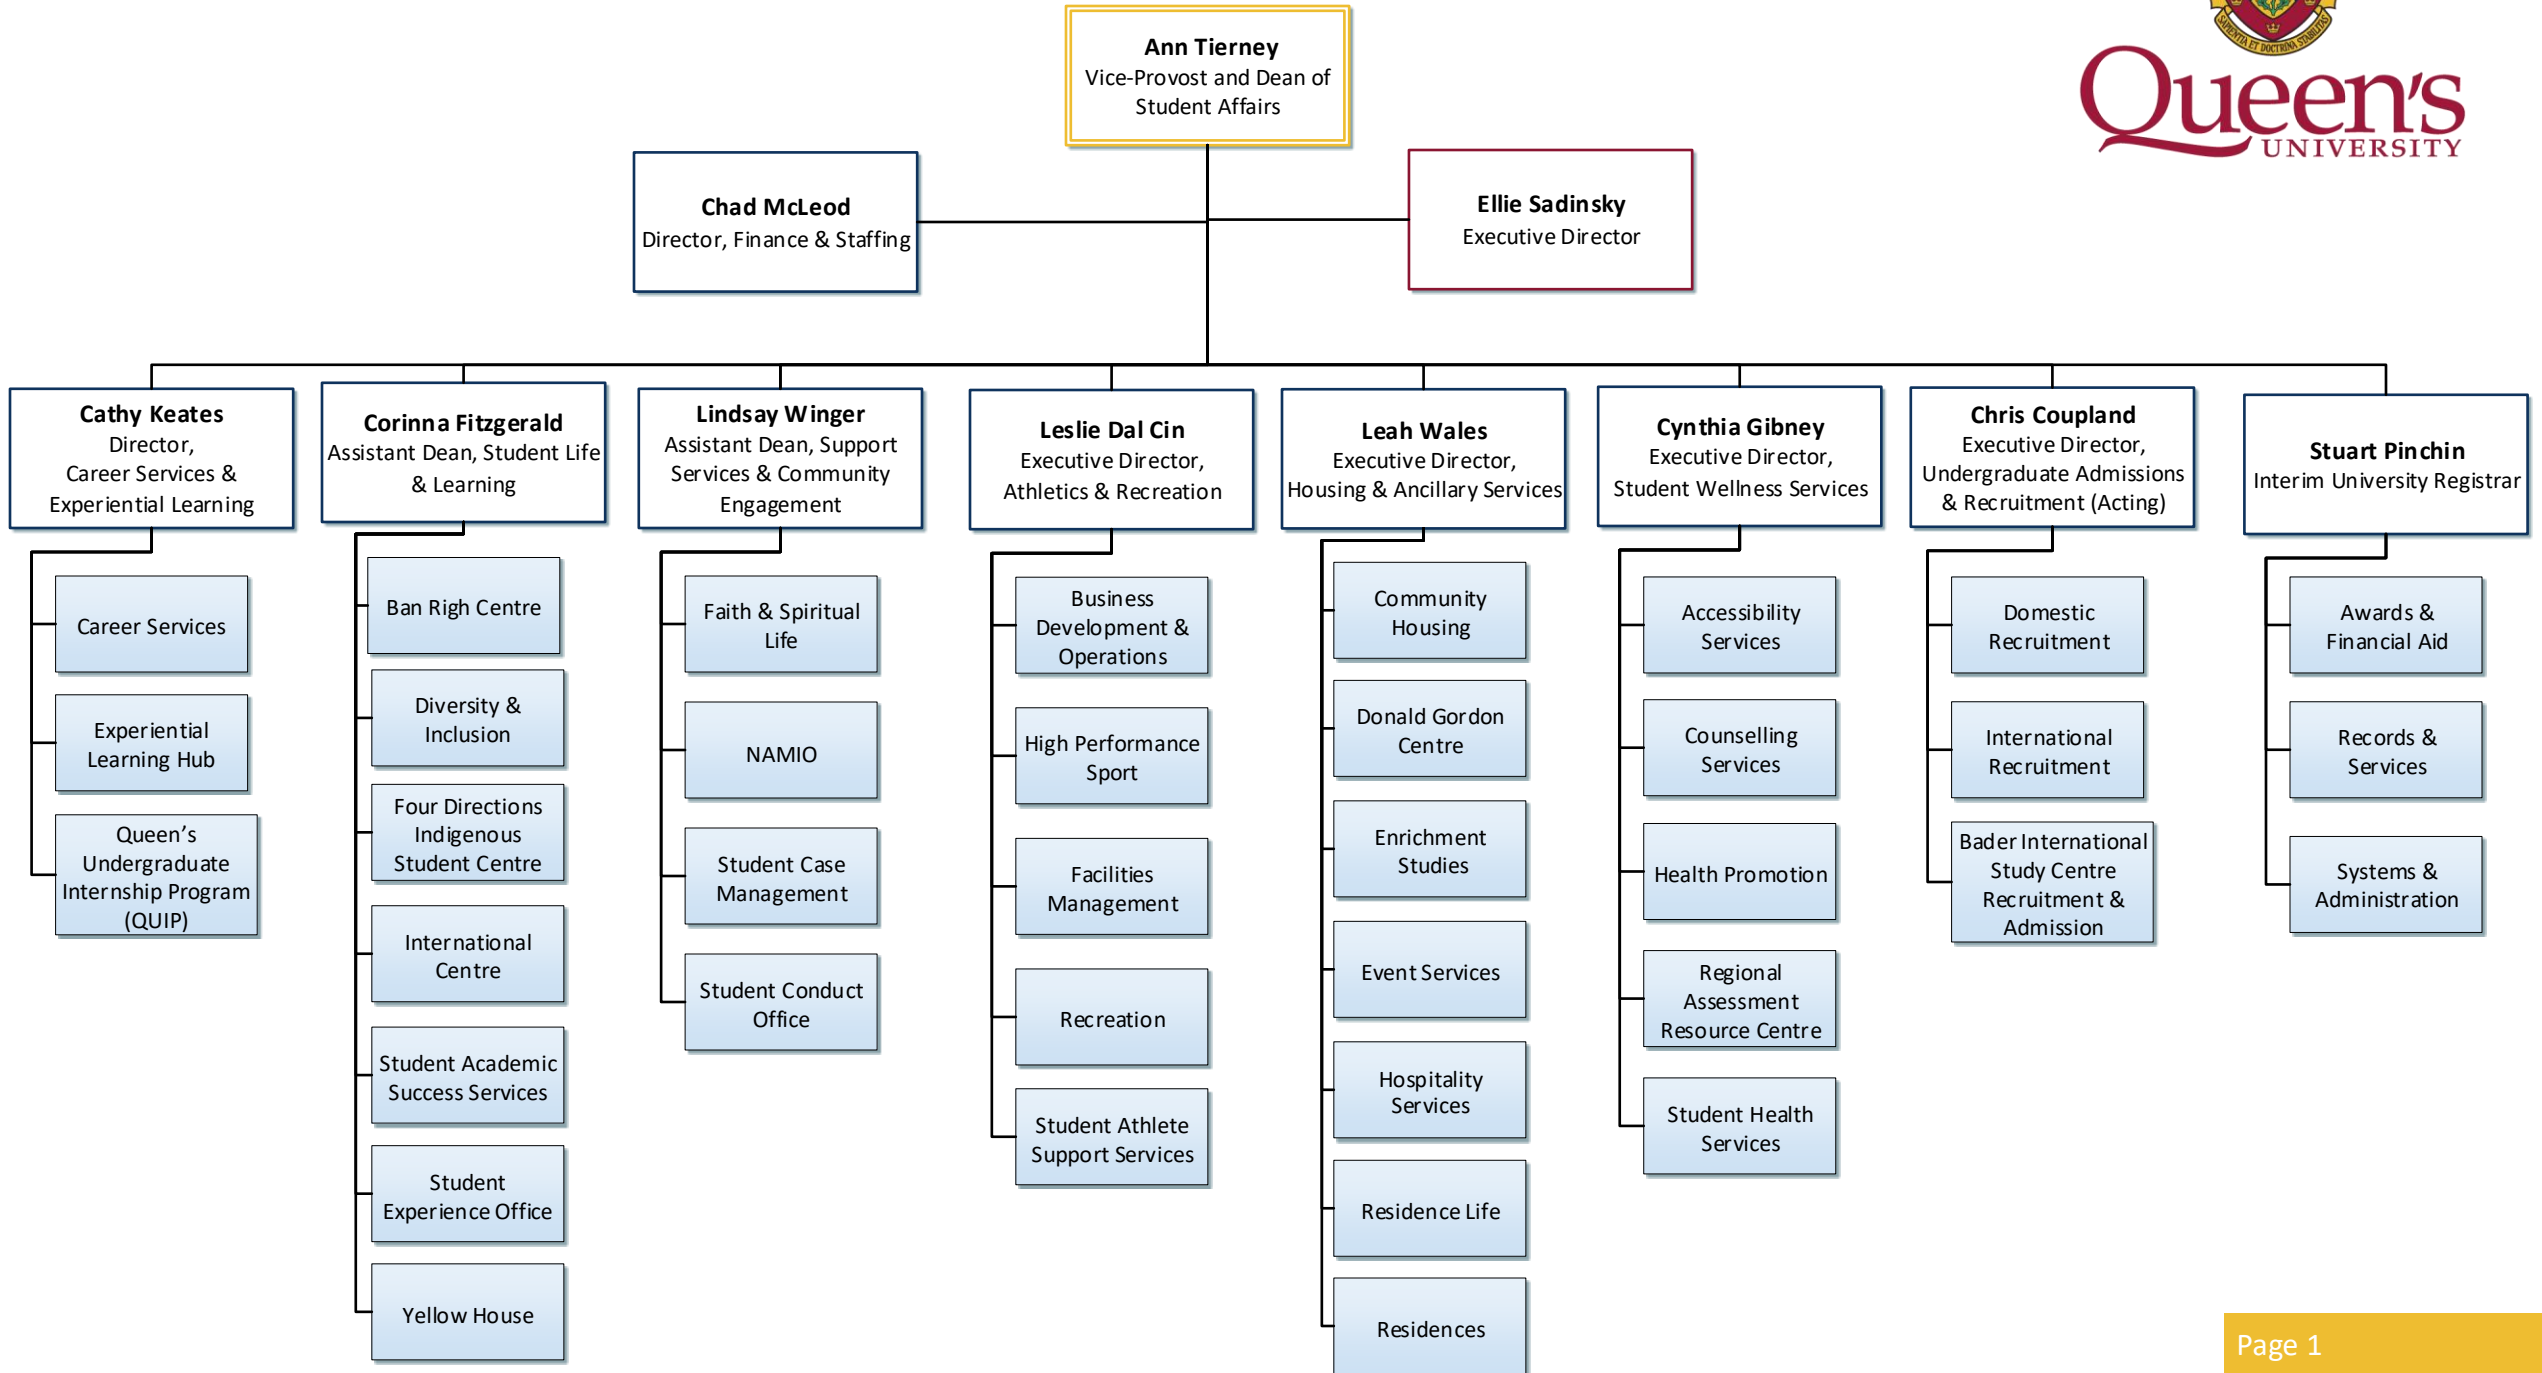 SAPIENTIA ET DOCTRINA STABILITAS
Queen's
UNIVERSITY
Ann Tierney
Vice-Provost and Dean of
Student Affairs
Chad McLeod
Director, Finance & Staffing
Ellie Sadinsky
Executive Director
Cathy Keates
Director,
Career Services &
Experiential Learning
Career Services
Experiential
Learning Hub
Queen’s
Undergraduate
Internship Program
(QUIP)
Corinna Fitzgerald
Assistant Dean, Student Life
& Learning
Ban Righ Centre
Diversity &
Inclusion
Four Directions
Indigenous
Student Centre
International
Centre
Student Academic
Success Services
Student
Experience Office
Yellow House
Lindsay Winger
Assistant Dean, Support
Services & Community
Engagement
Faith & Spiritual
Life
NAMIO
Student Case
Management
Student Conduct
Office
Leslie Dal Cin
Executive Director,
Athletics & Recreation
Business
Development &
Operations
High Performance
Sport
Facilities
Management
Recreation
Student Athlete
Support Services
Leah Wales
Executive Director,
Housing & Ancillary Services
Community
Housing
Donald Gordon
Centre
Enrichment
Studies
Event Services
Hospitality
Services
Residence Life
Residences
Cynthia Gibney
Executive Director,
Student Wellness Services
Accessibility
Services
Counselling
Services
Health Promotion
Regional
Assessment
Resource Centre
Student Health
Services
Chris Coupland
Executive Director,
Undergraduate Admissions
& Recruitment (Acting)
Domestic
Recruitment
International
Recruitment
Bader International
Study Centre
Recruitment &
Admission
Stuart Pinchin
Interim University Registrar
Awards &
Financial Aid
Records &
Services
Systems &
Administration
Page 1